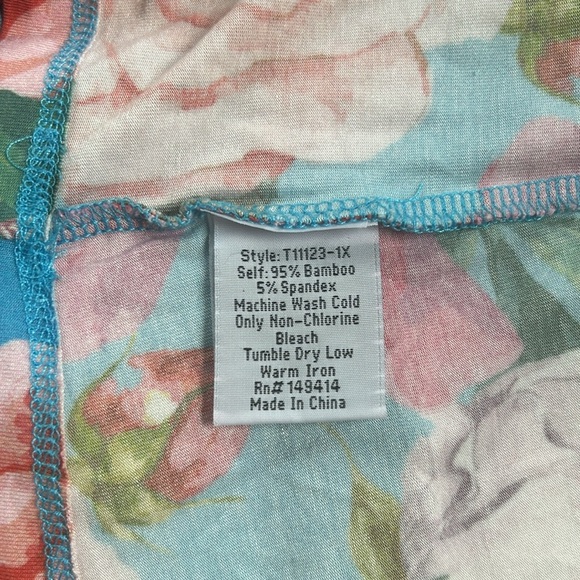 Style: T11123-1X
Self: 95% Bamboo
5% Spandex
Machine Wash Cold
Only Non-Chlorine
Bleach
Tumble Dry Low
Warm Iron
Rn# 149414
Made In China